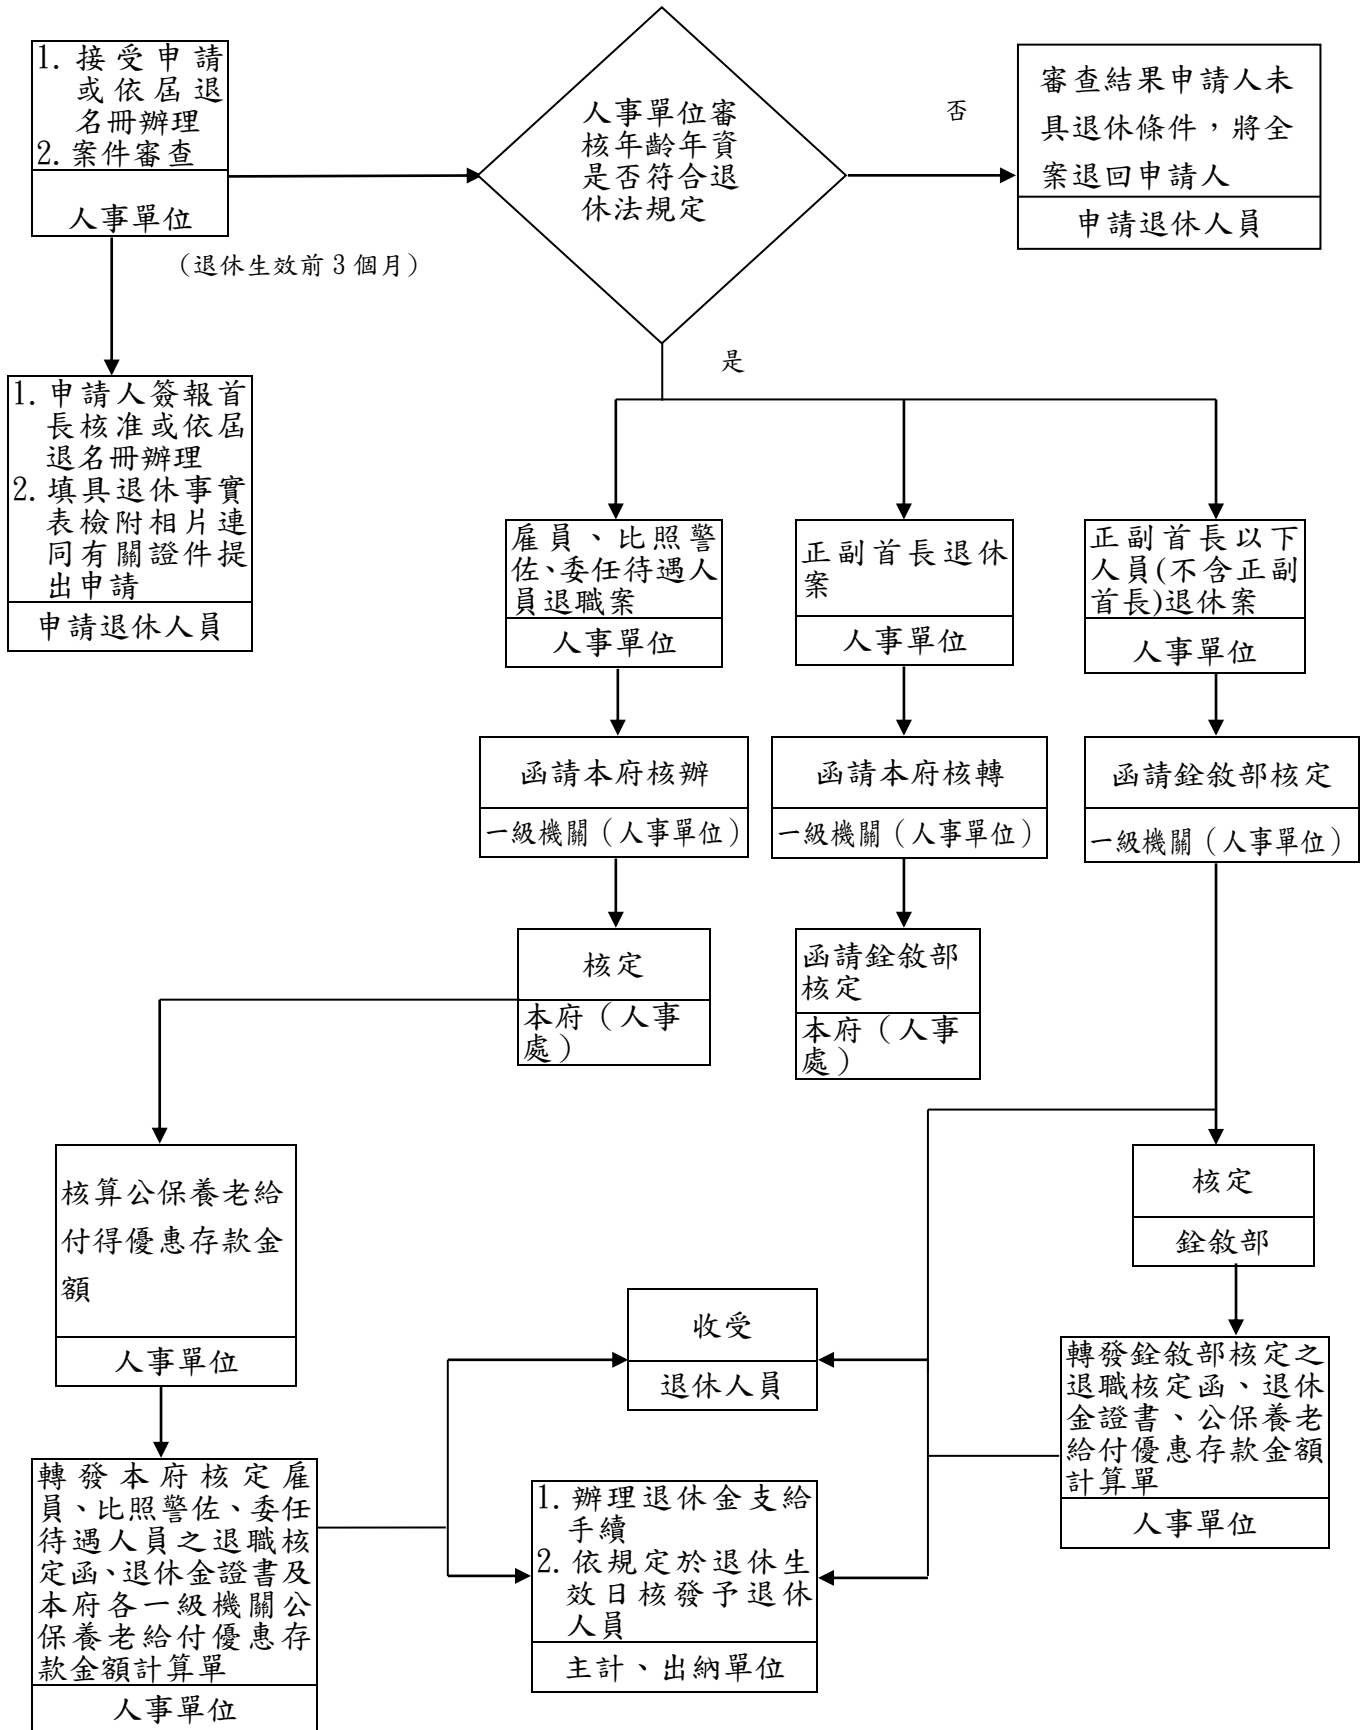 1. 接受申請
或依屆退
名冊辦理
2. 案件審查
人事單位
人事單位審
核年齡年資
是否符合退
休法規定
否
審查結果申請人未
具退休條件，將全
案退回申請人
申請退休人員
（退休生效前3個月）
是
1. 申請人簽報首
長核准或依屆
退名冊辦理
2. 填具退休事實
表檢附相片連
同有關證件提
出申請
申請退休人員
雇員、比照警
佐、委任待遇人
員退職案
人事單位
正副首長退休
案
人事單位
正副首長以下
人員(不含正副
首長)退休案
人事單位
函請本府核辦
一級機關（人事單位）
函請本府核轉
一級機關（人事單位）
函請銓敘部核定
一級機關（人事單位）
核定
本府（人事
處）
函請銓敘部
核定
本府（人事
處）
核算公保養老給
付得優惠存款金
額
人事單位
核定
銓敘部
收受
退休人員
轉發銓敘部核定之
退職核定函、退休
金證書、公保養老
給付優惠存款金額
計算單
人事單位
轉發本府核定雇
員、比照警佐、委任
待遇人員之退職核
定函、退休金證書及
本府各一級機關公
保養老給付優惠存
款金額計算單
人事單位
1. 辦理退休金支給
手續
2. 依規定於退休生
效日核發予退休
人員
主計、出納單位